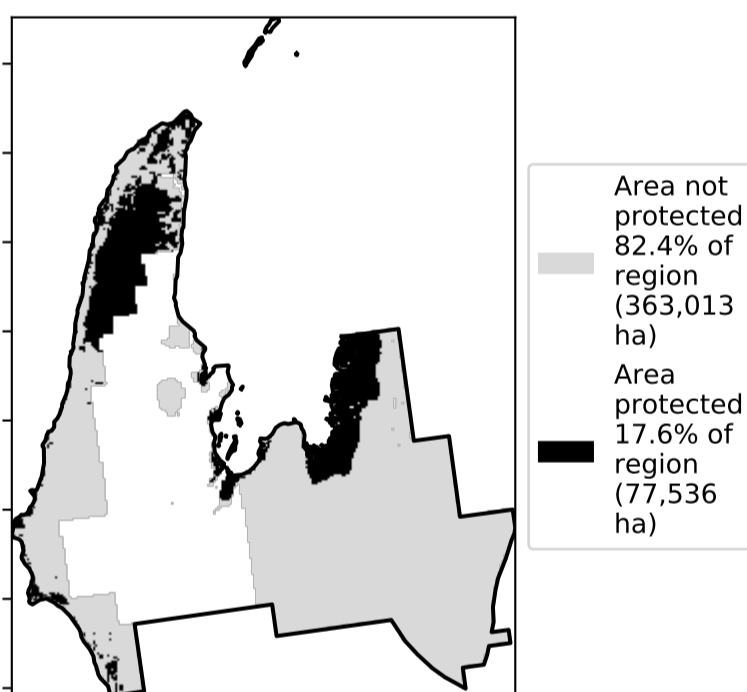 Area not
protected
82.4% of
region
(363,013
ha)
Area
protected
17.6% of
region
(77,536
ha)